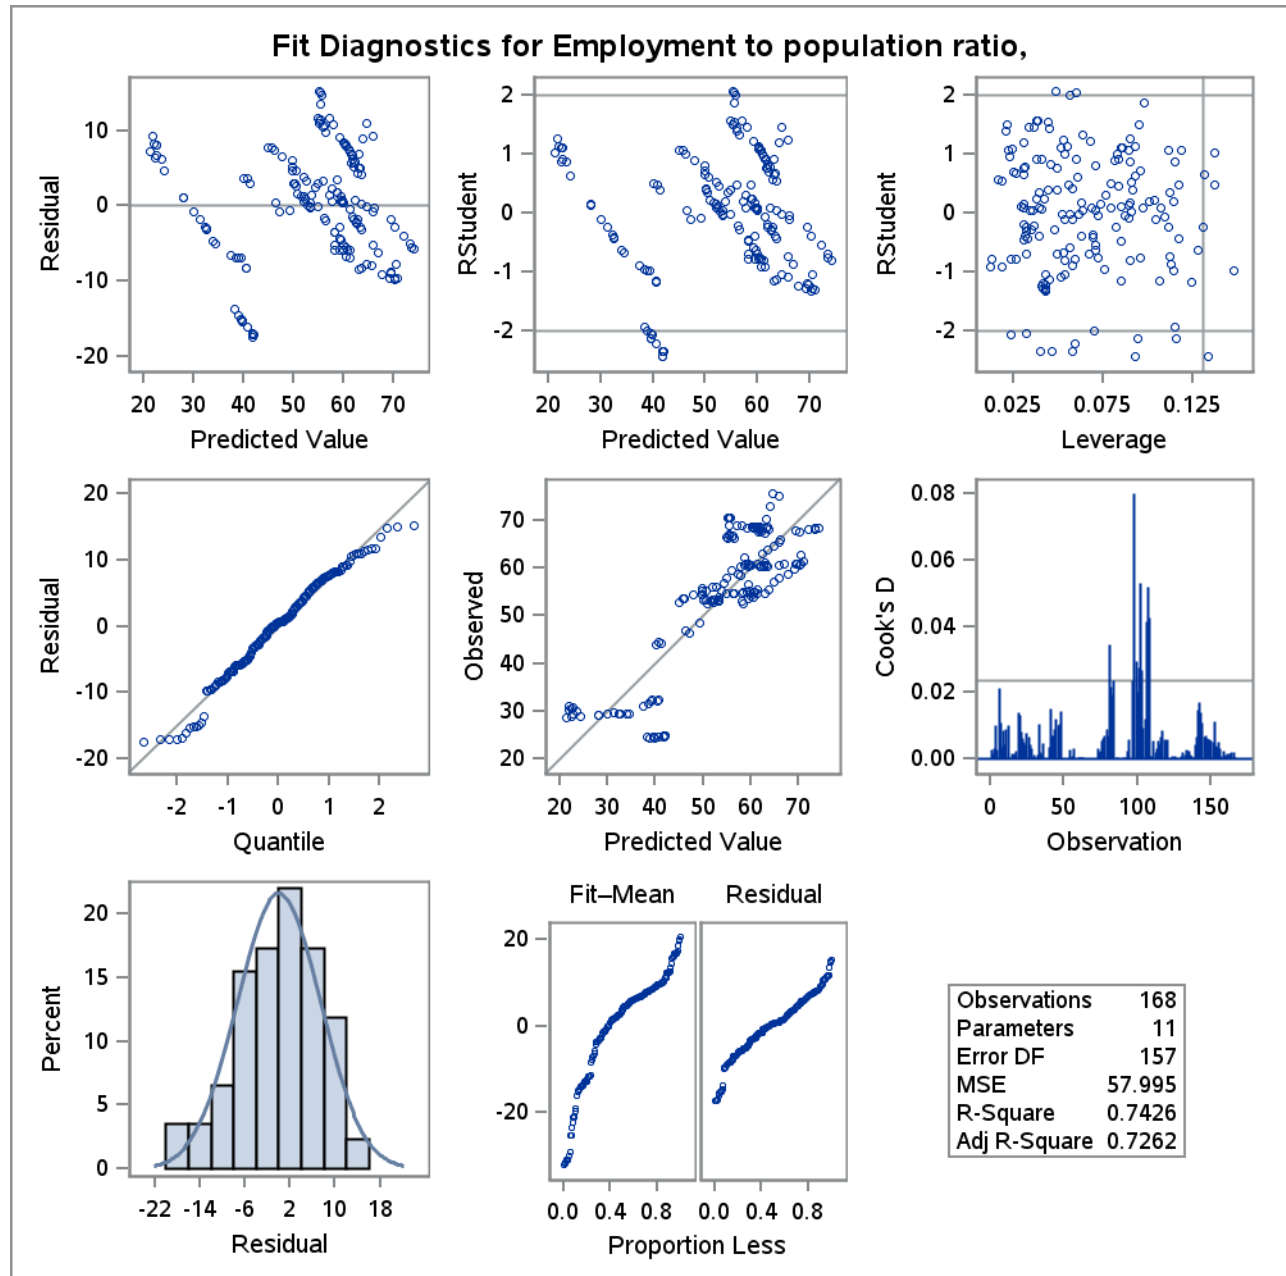 Fit Diagnostics for Employment to population ratio,
Residual
10
0
-10
-20
20 30 40 50 60 70
Predicted Value
RStudent
2
1
0
-1
-2
20 30 40 50 60 70
Predicted Value
RStudent
2
1
0
-1
-2
0.025 0.075 0.125
Leverage
Residual
20
10
0
-10
-20
-2 -1 0 1 2
Quantile
Observed
70
60
50
40
30
20
20 30 40 50 60 70
Predicted Value
Cook's D
0.08
0.06
0.04
0.02
0.00
0 50 100 150
Observation
Percent
20
15
10
5
0
-22 -14 -6 2 10 18
Residual
Fit–Mean Residual
20
0
-20
0.0 0.4 0.8 0.0 0.4 0.8
Proportion Less
Observations 168
Parameters 11
Error DF 157
MSE 57.995
R-Square 0.7426
Adj R-Square 0.7262